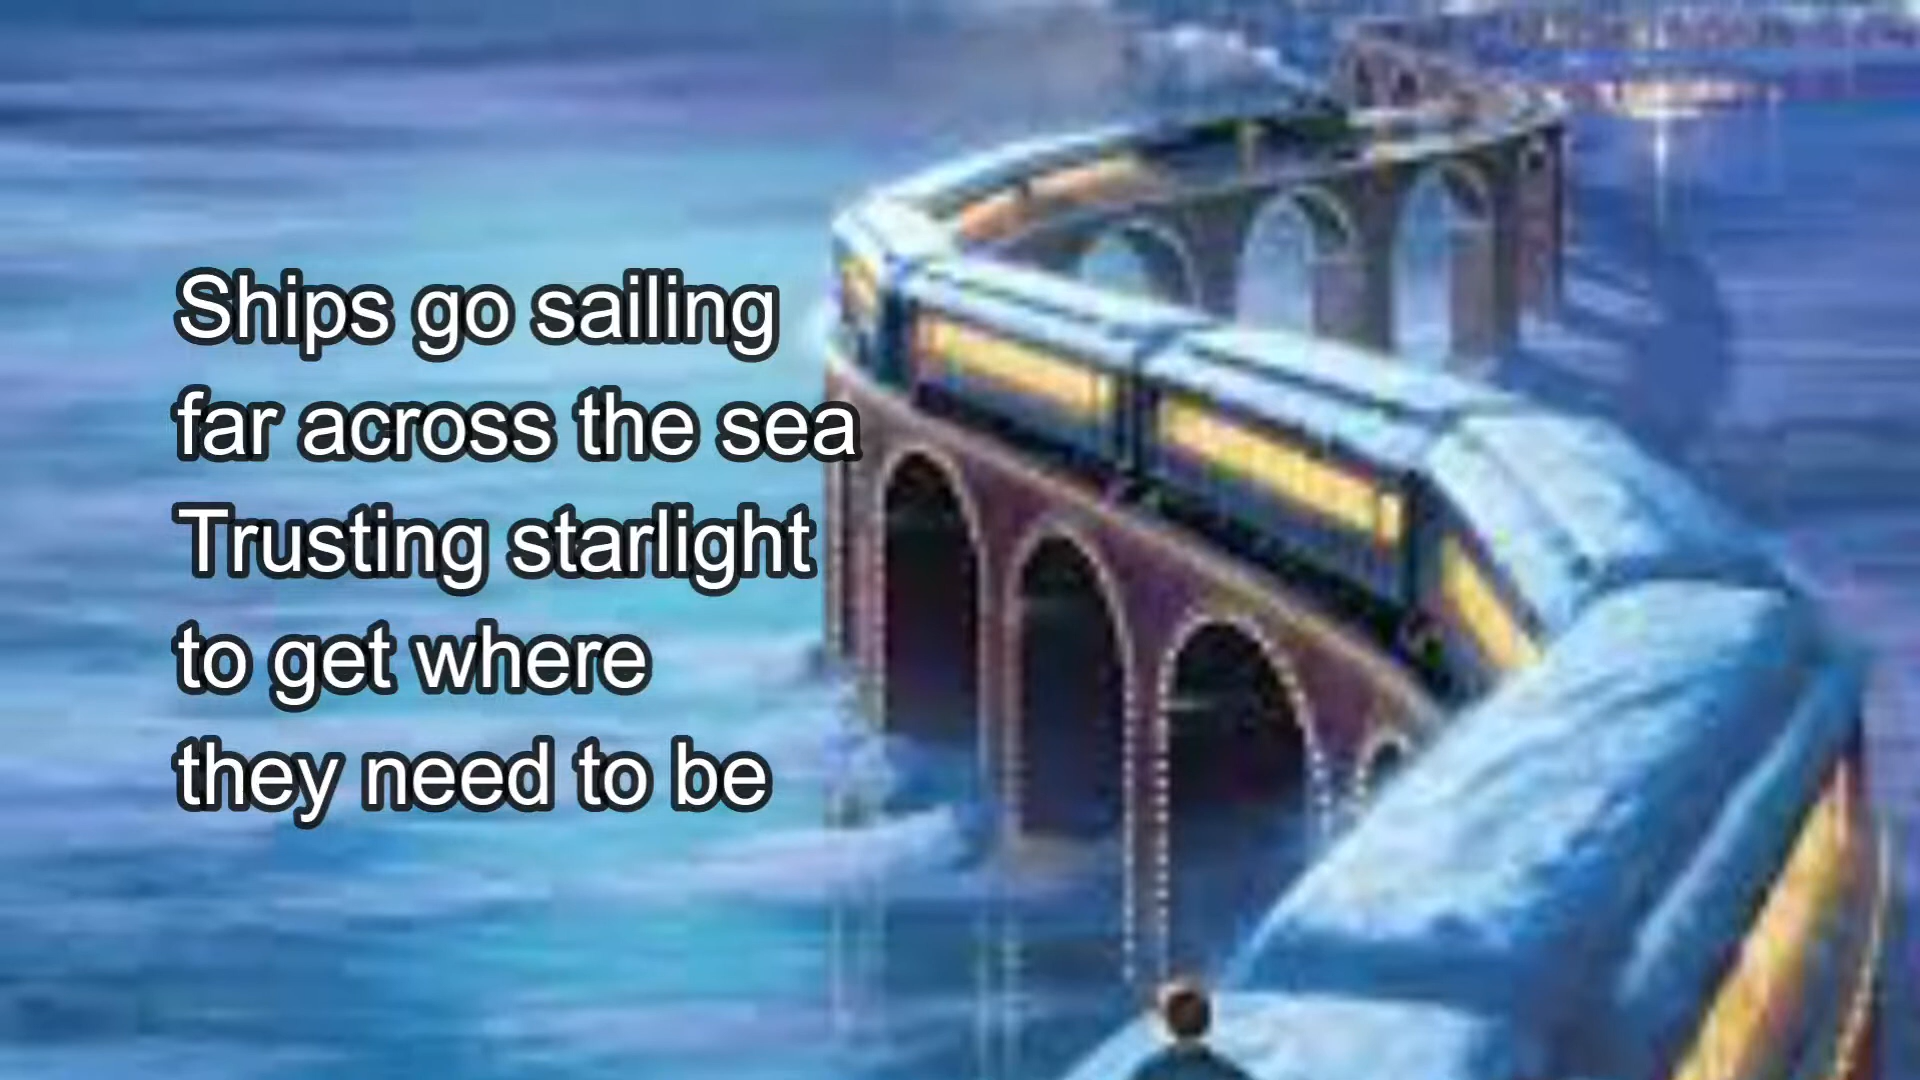 Ships go sailing
far across the sea
Trusting starlight
to get where
they need to be